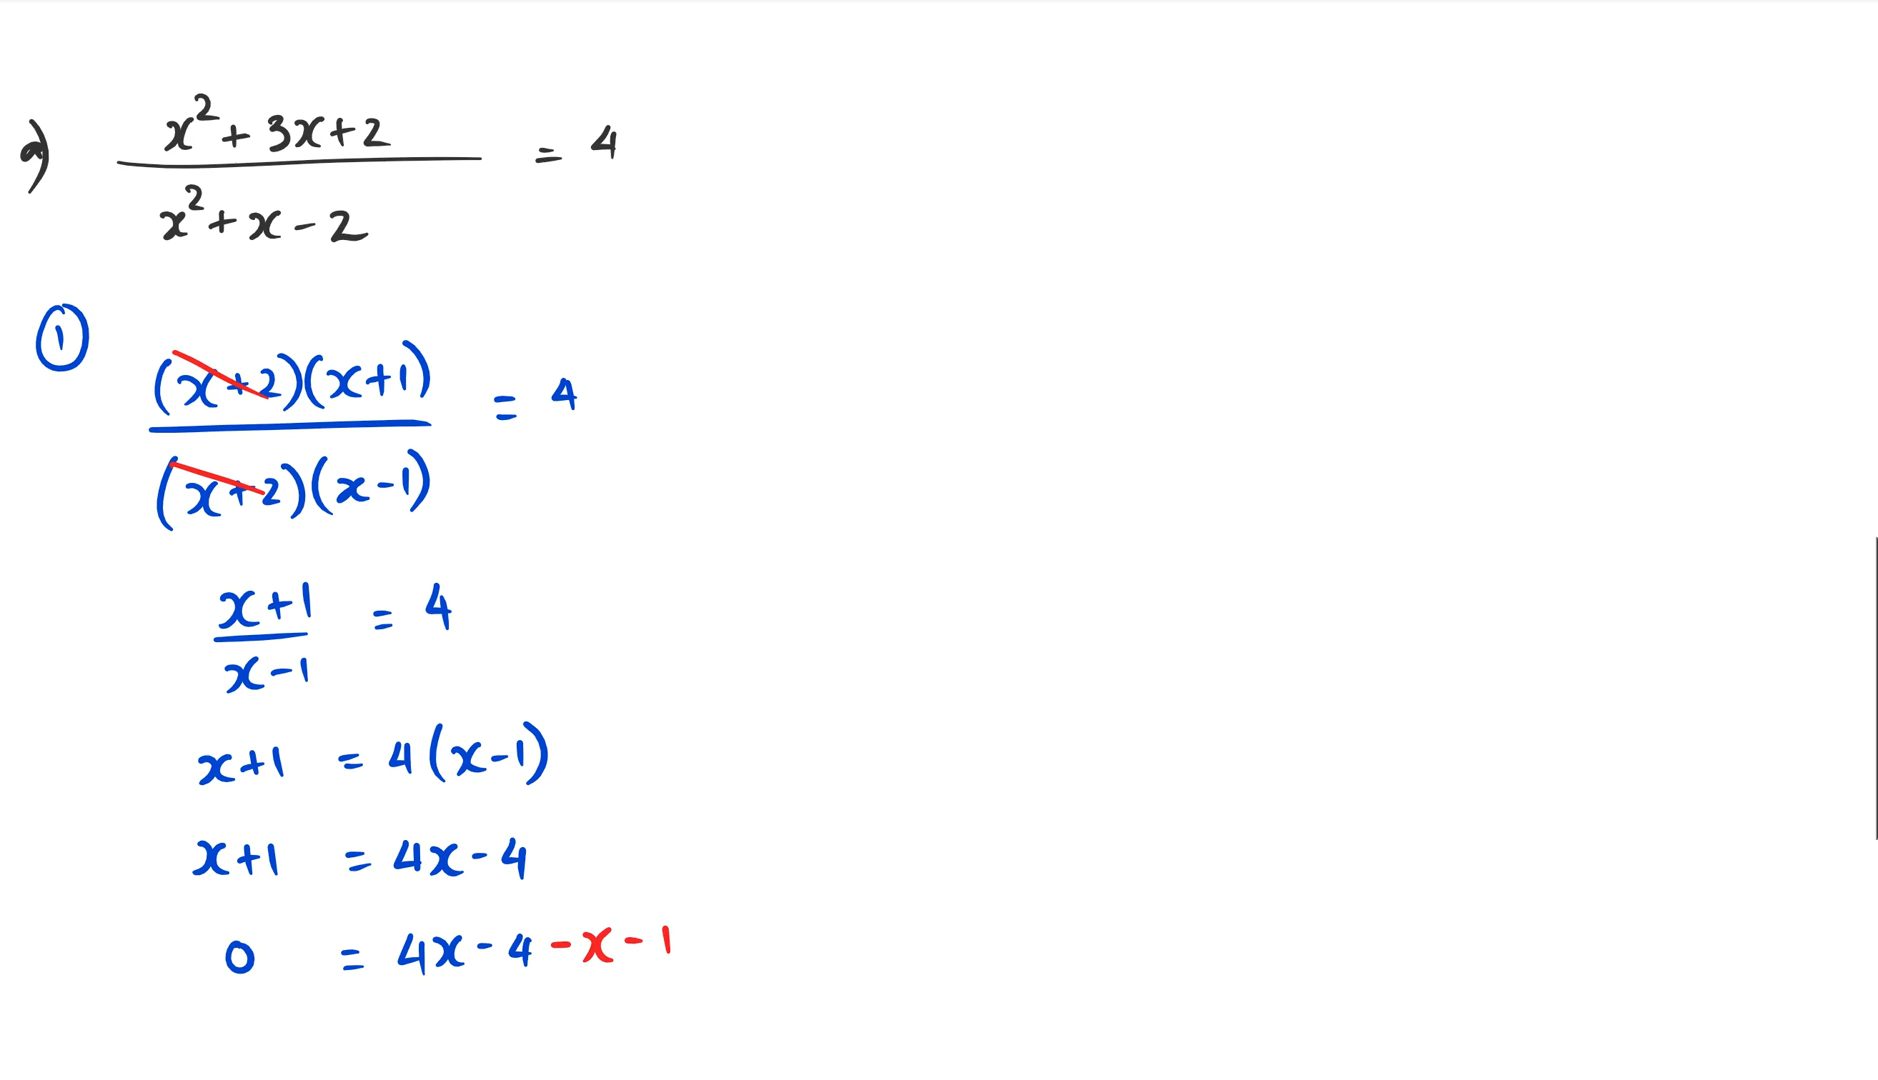 a) x² + 3x + 2 / x² + x - 2 = 4
①
(x+2)(x+1) / (x+2)(x-1) = 4
x+1 / x-1 = 4
x+1 = 4(x-1)
x+1 = 4x - 4
0 = 4x - 4 - x - 1